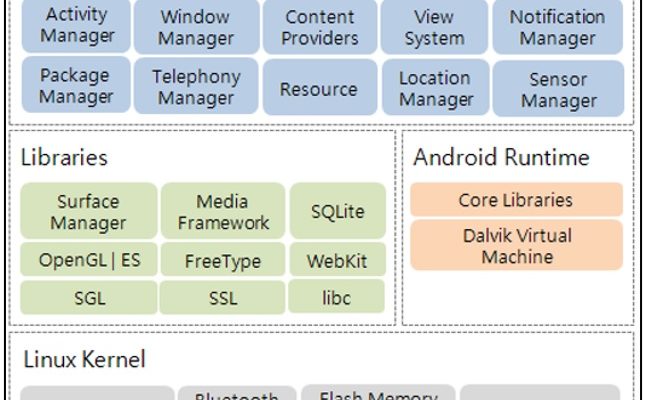 Activity
Manager
Window
Manager
Content
Providers
View
System
Notification
Manager
Package
Manager
Telephony
Manager
Resource
Location
Manager
Sensor
Manager
Libraries
Surface
Manager
Media
Framework
SQLite
OpenGL | ES
FreeType
WebKit
SGL
SSL
libc
Android Runtime
Core Libraries
Dalvik Virtual
Machine
Linux Kernel
Bluetooth
Flash Memory